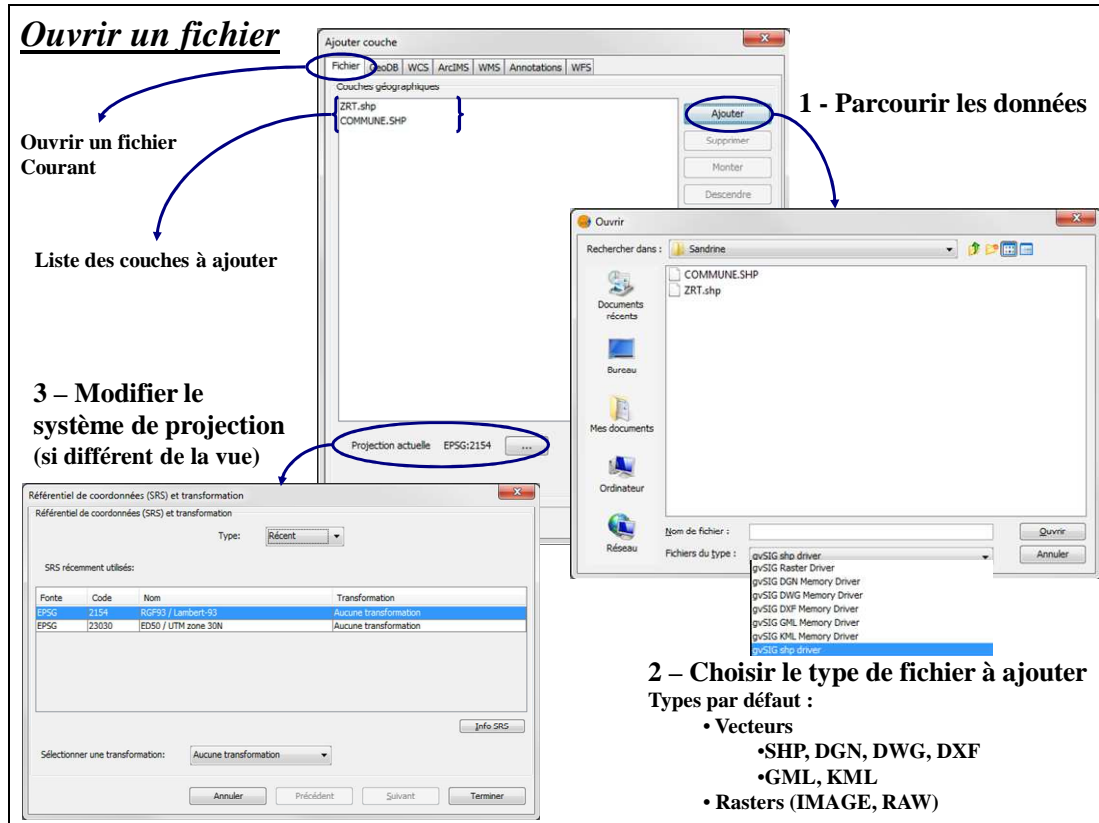 Ouvrir un fichier
Ajouter couche
Fichier GeoDB WCS ArcIMS WMS Annotations WFS
Couches géographiques
ZRT.shp
COMMUNE.SHP
Ajouter
Supprimer
Monter
Descendre
1 - Parcourir les données
Ouvrir un fichier
Courant
Liste des couches à ajouter
Ouvrir
Rechercher dans : Sandrine
COMMUNE.SHP
ZRT.shp
Documents
récents
Bureau
Mes documents
Ordinateur
Réseau
Nom de fichier :
Ouvrir
Fichiers du type : gvSIG shp driver
Annuler
gvSIG Raster Driver
gvSIG DGN Memory Driver
gvSIG DWG Memory Driver
gvSIG DXF Memory Driver
gvSIG GML Memory Driver
gvSIG KML Memory Driver
gvSIG shp driver
3 – Modifier le
système de projection
(si différent de la vue)
Projection actuelle EPSG:2154 ...
Référentiel de coordonnées (SRS) et transformation
Référentiel de coordonnées (SRS) et transformation
Type: Récent
SRS récemment utilisés:
Fonte Code Nom Transformation
EPSG 2154 RGF93 / Lambert-93 Aucune transformation
EPSG 23030 ED50 / UTM zone 30N Aucune transformation
Info SRS
Sélectionner une transformation: Aucune transformation
Annuler Précédent Suivant Terminer
2 – Choisir le type de fichier à ajouter
Types par défaut :
• Vecteurs
•SHP, DGN, DWG, DXF
•GML, KML
• Rasters (IMAGE, RAW)